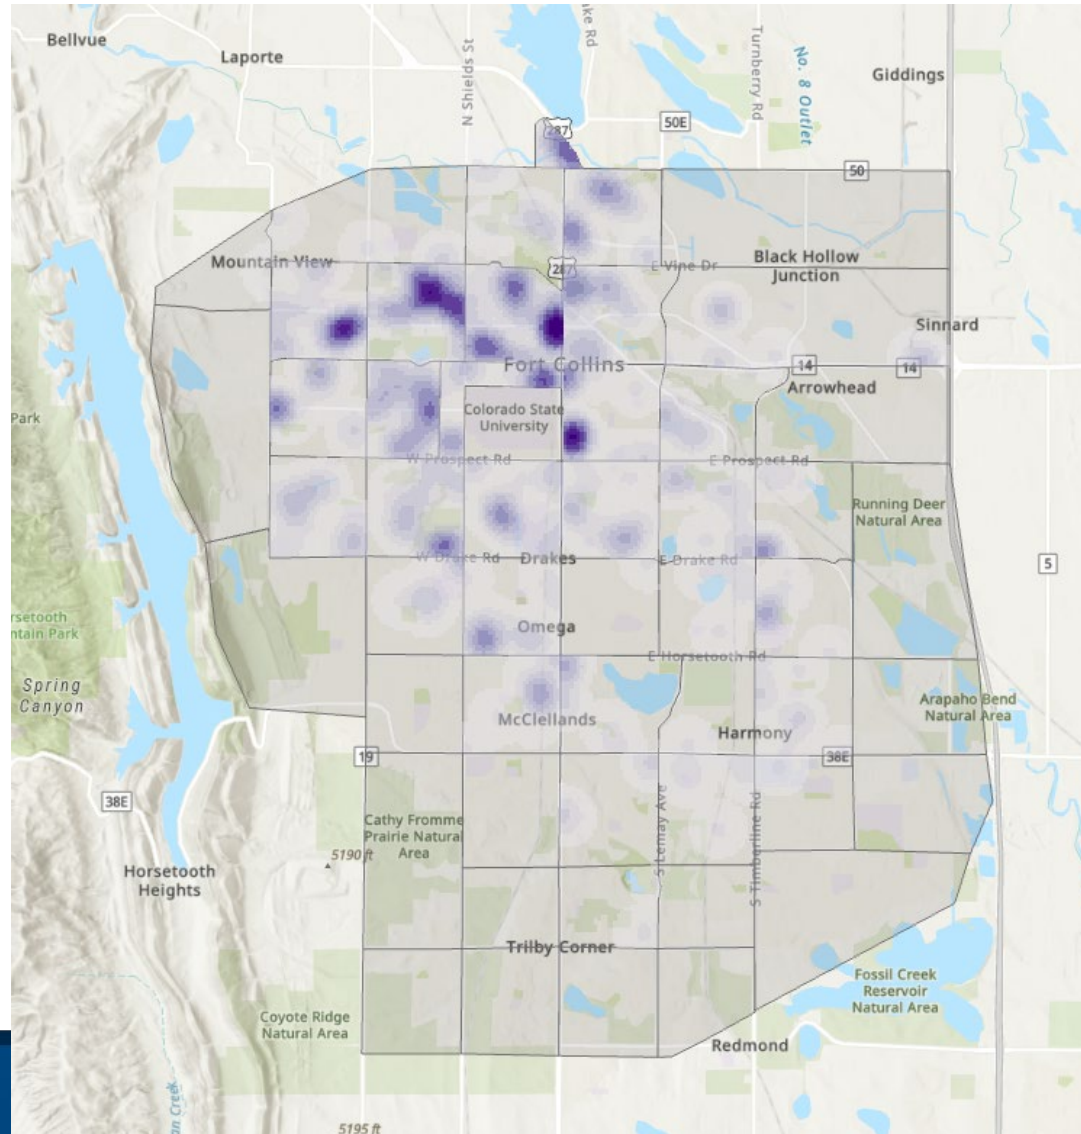 Bellvue
Laporte
N Shields St
ke Rd
Turnberry Rd
No. 8 Outlet
Giddings
287
50E
50
Mountain View
287
E Vine Dr
Black Hollow
Junction
Sinnard
Fort Collins
14
14
Arrowhead
Park
Colorado State
University
W Prospect Rd
E Prospect Rd
Running Deer
Natural Area
W Drake Rd
Drakes
E Drake Rd
5
rsetooth
ntain Park
Omega
E Horsetooth Rd
Spring
Canyon
McClellands
Arapaho Bend
Natural Area
Harmony
19
38E
38E
Cathy Fromme
Prairie Natural
Area
5190 ft
S Lemay Ave
S Timberline Rd
Horsetooth
Heights
Trilby Corner
Fossil Creek
Reservoir
Natural Area
Coyote Ridge
Natural Area
Redmond
an Creek
5195 ft